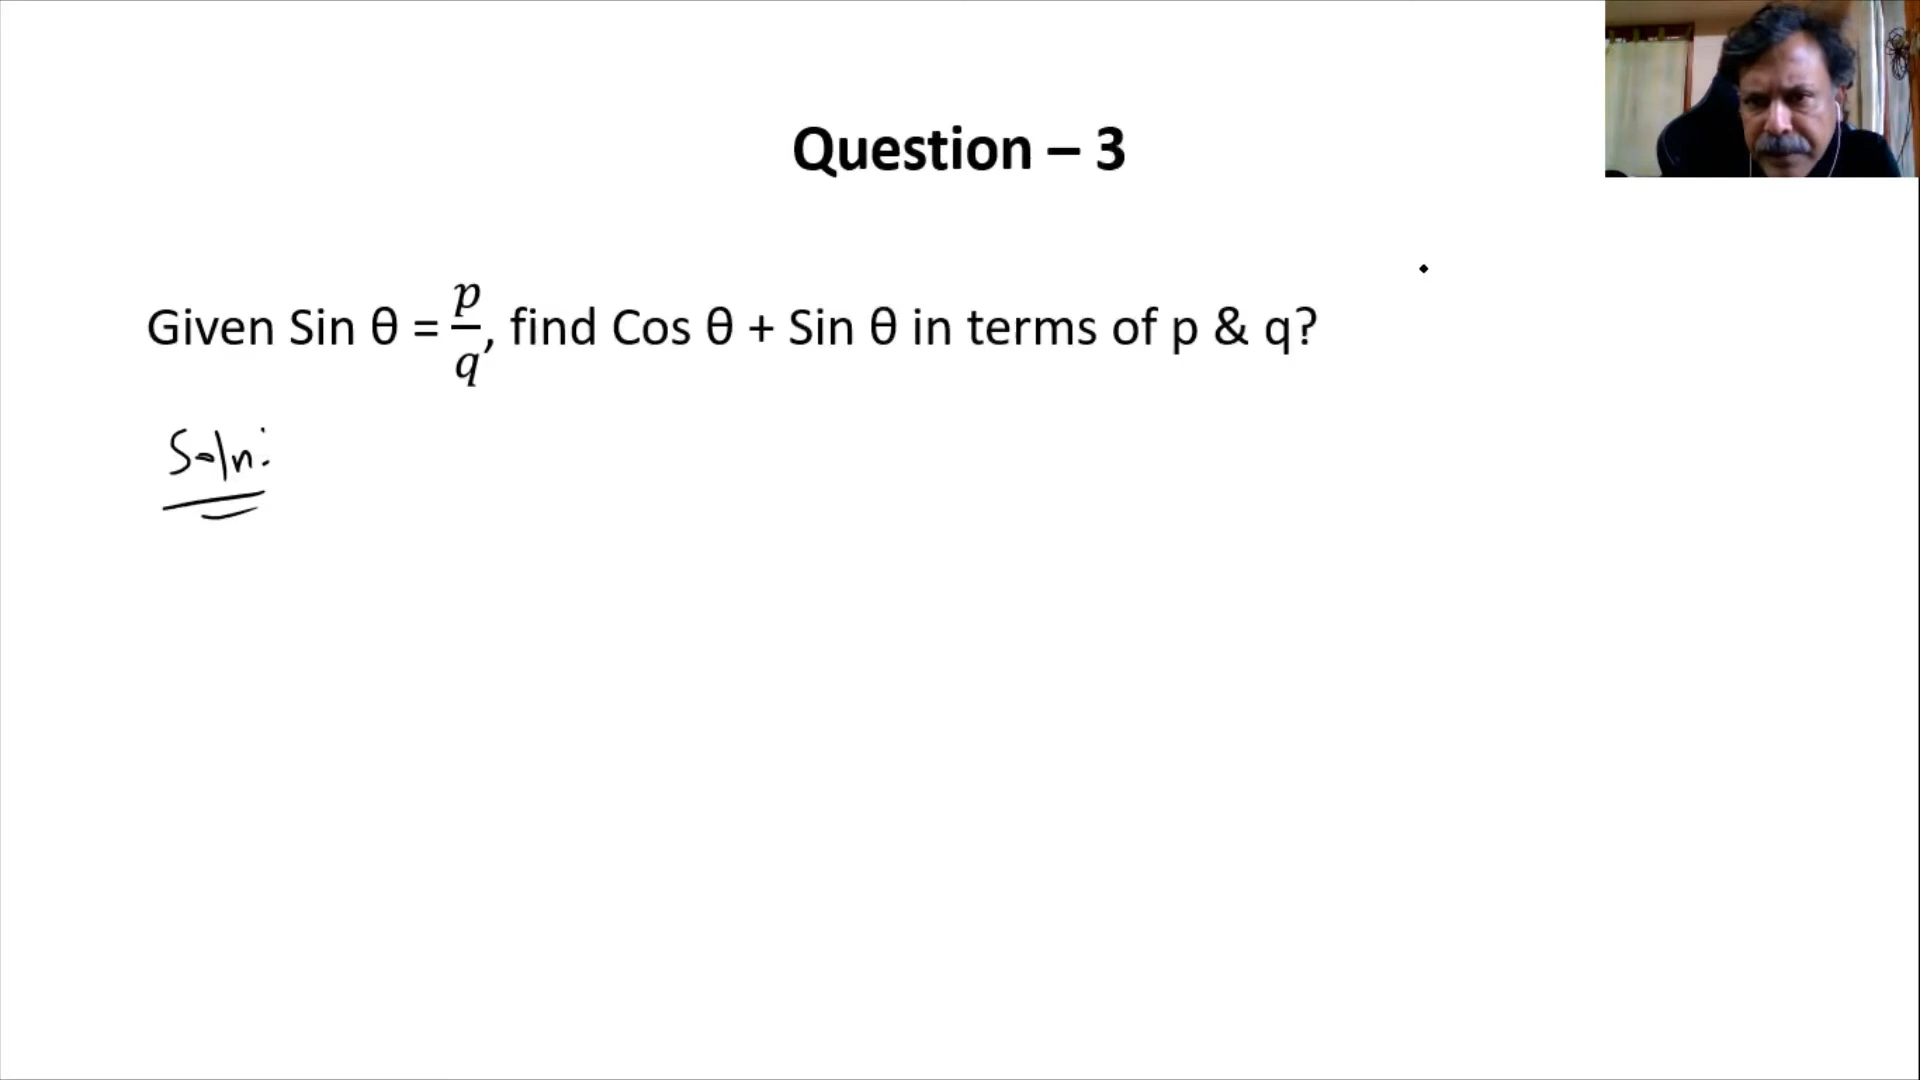 Question – 3
Given Sin θ = p/q, find Cos θ + Sin θ in terms of p & q?
Soln: